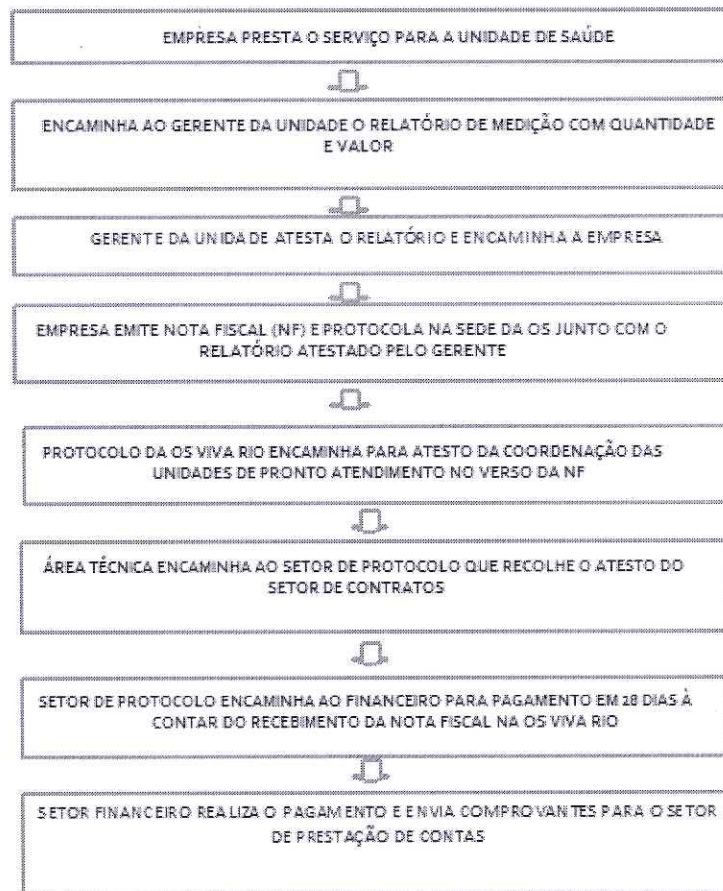 EMPRESA PRESTA O SERVIÇO PARA A UNIDADE DE SAÚDE
ENCAMINHA AO GERENTE DA UNIDADE O RELATÓRIO DE MEDIÇÃO COM QUANTIDADE
E VALOR
GERENTE DA UNIDADE ATESTA O RELATÓRIO E ENCAMINHA A EMPRESA
EMPRESA EMITE NOTA FISCAL (NF) E PROTOCOLA NA SEDE DA OS JUNTO COM O
RELATÓRIO ATESTADO PELO GERENTE
PROTOCOLO DA OS VIVA RIO ENCAMINHA PARA ATESTO DA COORDENAÇÃO DAS
UNIDADES DE PRONTO ATENDIMENTO NO VERSO DA NF
ÁREA TÉCNICA ENCAMINHA AO SETOR DE PROTOCOLO QUE RECOLHE O ATESTO DO
SETOR DE CONTRATOS
SETOR DE PROTOCOLO ENCAMINHA AO FINANCEIRO PARA PAGAMENTO EM 28 DIAS À
CONTAR DO RECEBIMENTO DA NOTA FISCAL NA OS VIVA RIO
SETOR FINANCEIRO REALIZA O PAGAMENTO E ENVIA COMPROVANTES PARA O SETOR
DE PRESTAÇÃO DE CONTAS